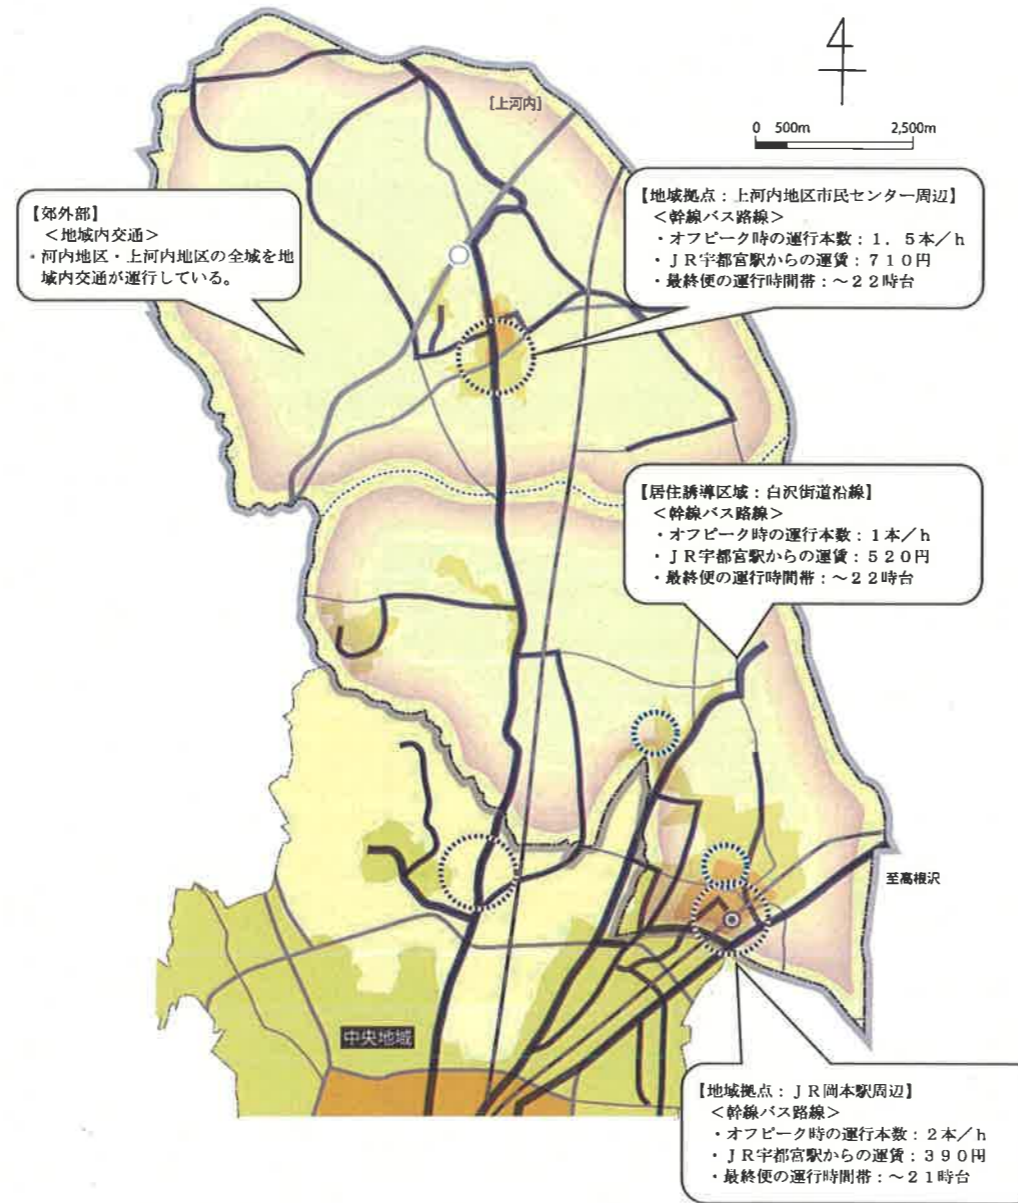 [上河内]
0 500m 2,500m
【郊外部】
＜地域内交通＞
・河内地区・上河内地区の全域を地
域内交通が運行している。
【地域拠点：上河内地区市民センター周辺】
＜幹線バス路線＞
・オフピーク時の運行本数：１．５本／ｈ
・ＪＲ宇都宮駅からの運賃：７１０円
・最終便の運行時間帯：～２２時台
【居住誘導区域：白沢街道沿線】
＜幹線バス路線＞
・オフピーク時の運行本数：１本／ｈ
・ＪＲ宇都宮駅からの運賃：５２０円
・最終便の運行時間帯：～２２時台
至高根沢
中央地域
【地域拠点：ＪＲ岡本駅周辺】
＜幹線バス路線＞
・オフピーク時の運行本数：２本／ｈ
・ＪＲ宇都宮駅からの運賃：３９０円
・最終便の運行時間帯：～２１時台